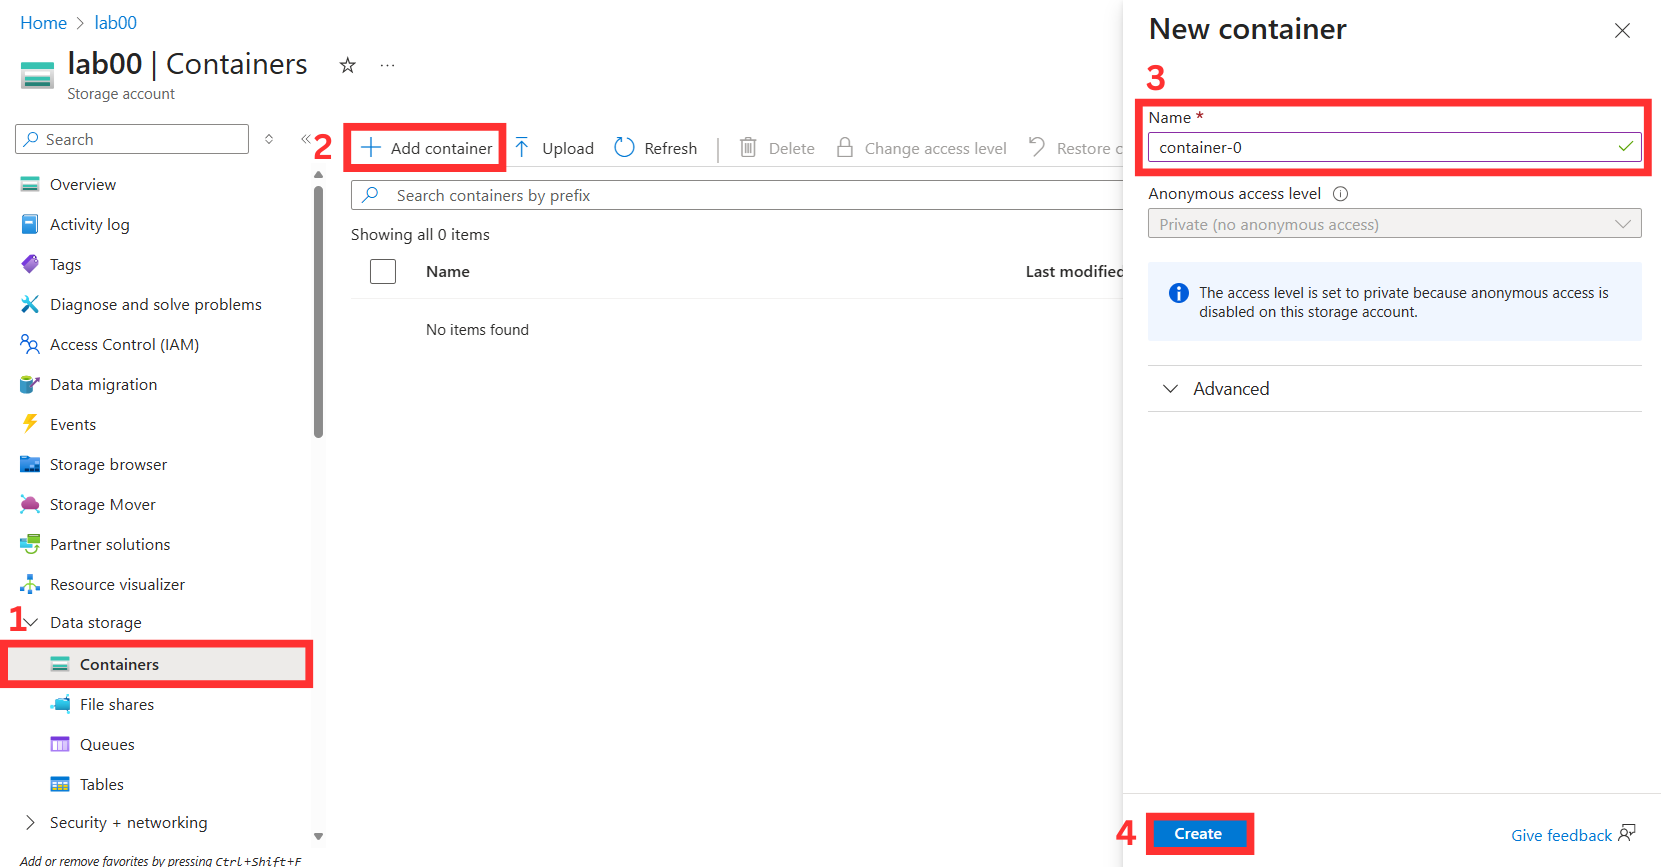 Home > lab00
lab00 | Containers
Storage account
Search
Overview
Activity log
Tags
Diagnose and solve problems
Access Control (IAM)
Data migration
Events
Storage browser
Storage Mover
Partner solutions
Resource visualizer
1
Data storage
Containers
File shares
Queues
Tables
Security + networking
Add or remove favorites by pressing Ctrl+Shift+F
2
Add container
Upload
Refresh
Delete
Change access level
Restore c
Search containers by prefix
Showing all 0 items
Name
Last modified
No items found
New container
3
Name *
container-0
Anonymous access level
Private (no anonymous access)
The access level is set to private because anonymous access is
disabled on this storage account.
Advanced
4
Create
Give feedback